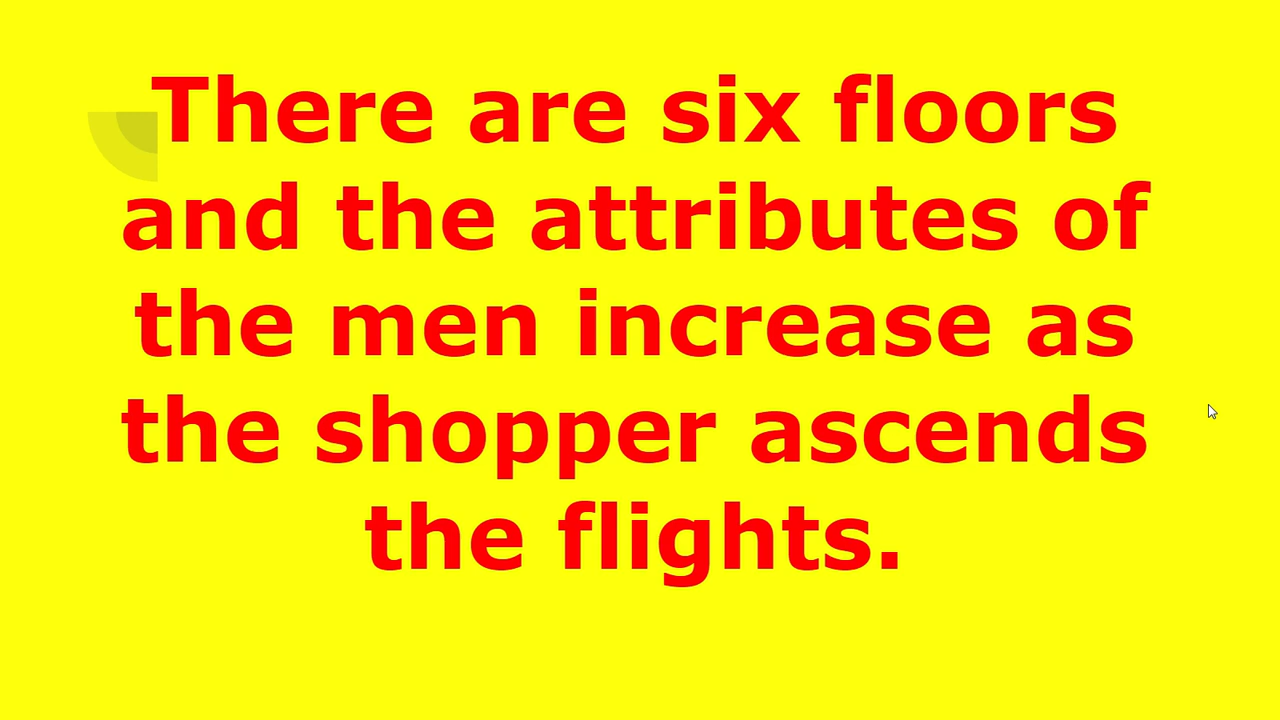 There are six floors
and the attributes of
the men increase as
the shopper ascends
the flights.